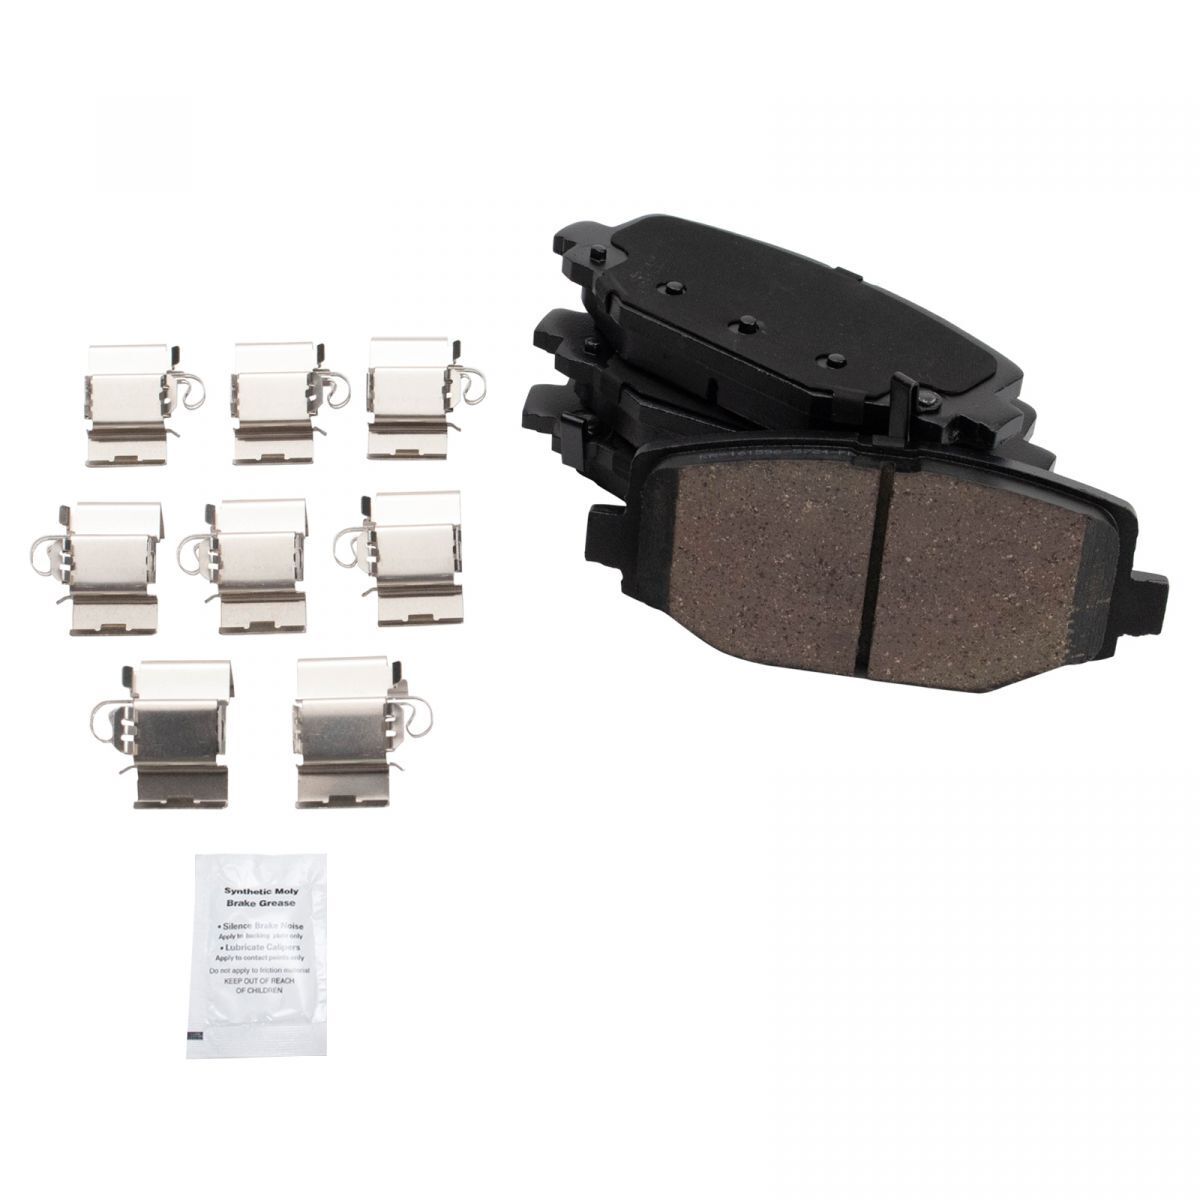 Synthetic Moly
Brake Grease
• Silence Brake Noise
Apply to backing plate only
• Lubricate Calipers
Apply to contact points only
Do not apply to friction material
KEEP OUT OF REACH
OF CHILDREN